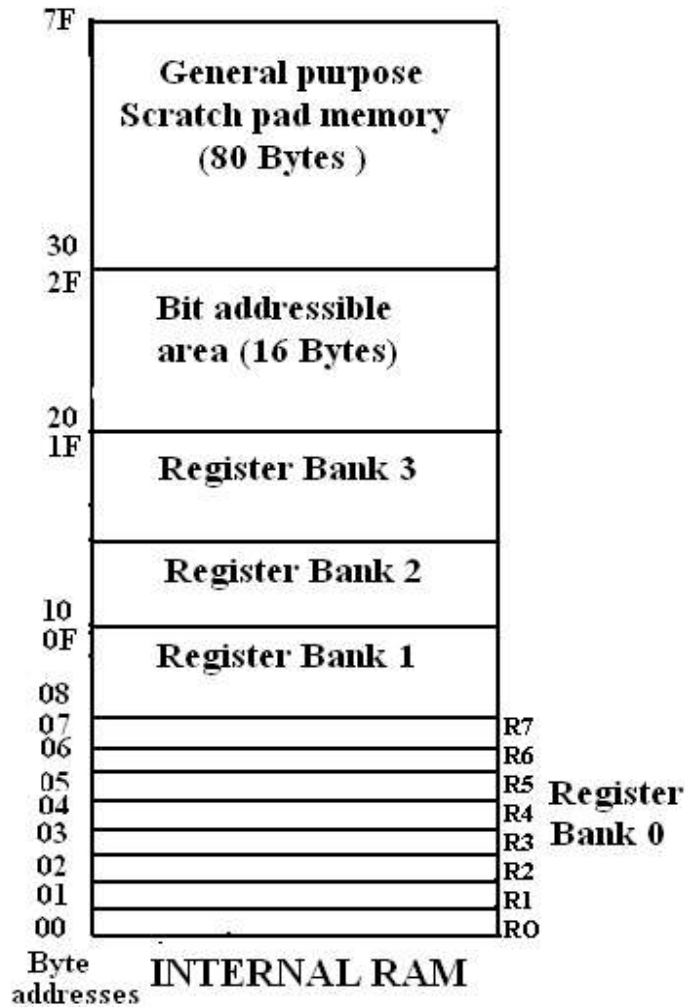 7F
General purpose
Scratch pad memory
(80 Bytes )
30
2F
Bit addressible
area (16 Bytes)
20
1F
Register Bank 3
Register Bank 2
10
0F
Register Bank 1
08
07
R7
06
R6
05
R5
04
R4
03
R3
02
R2
01
R1
00
R0
Register
Bank 0
Byte
addresses
INTERNAL RAM